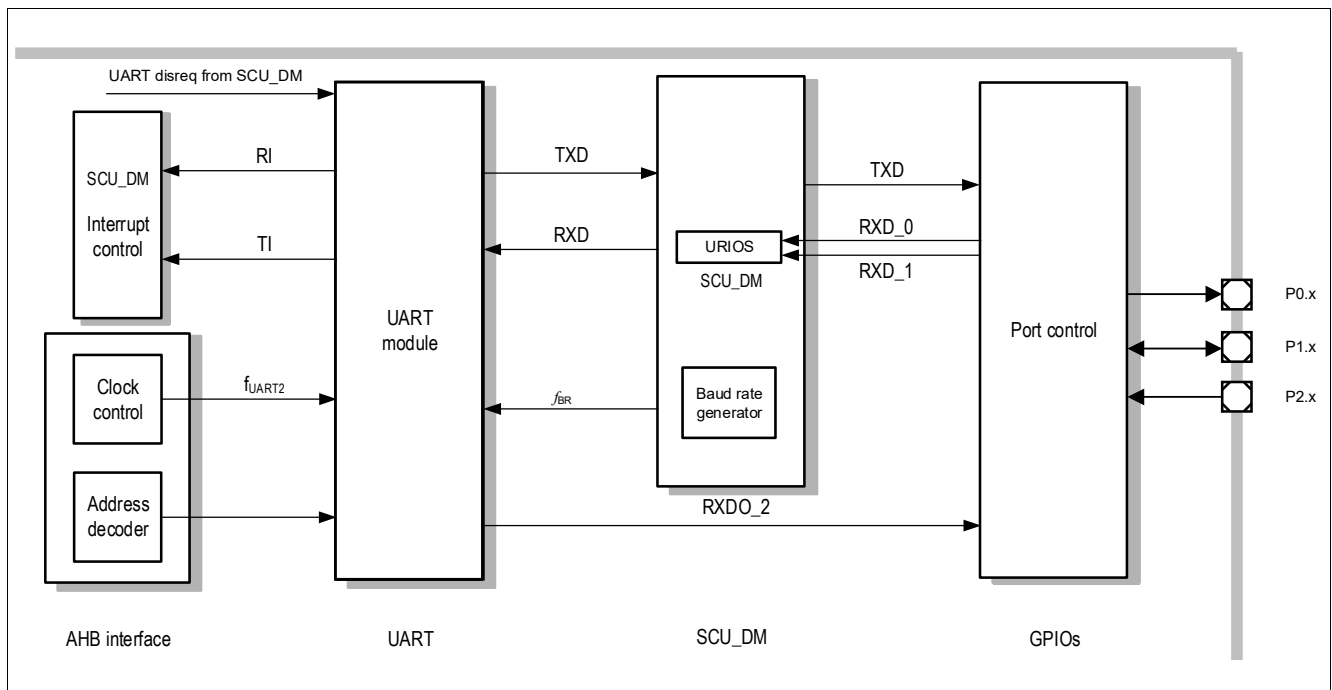 UART disreq from SCU_DM
RI
TXD
TXD
SCU_DM
Interrupt
control
TI
RXD
URIOS
SCU_DM
RXD_0
RXD_1
UART
module
Port control
P0.x
P1.x
P2.x
Clock
control
fUART2
fBR
Baud rate
generator
Address
decoder
RXDO_2
AHB interface
UART
SCU_DM
GPIOs